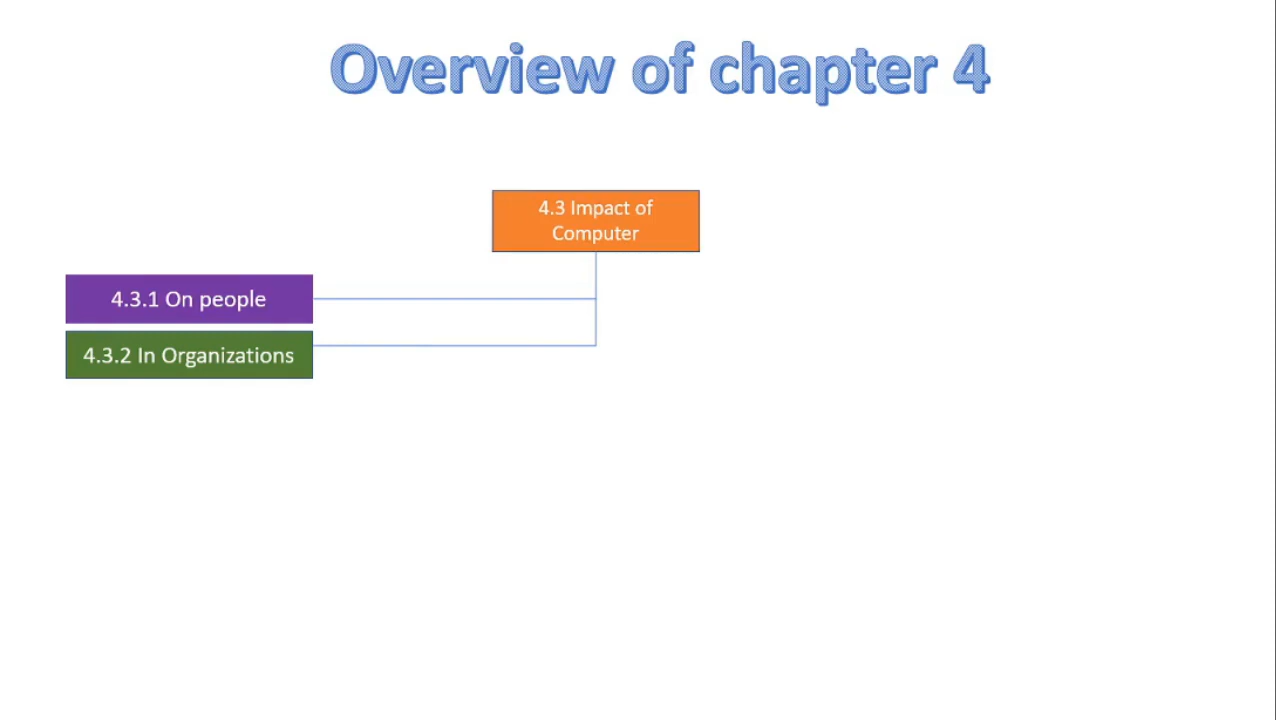 Overview of chapter 4
4.3 Impact of
Computer
4.3.1 On people
4.3.2 In Organizations